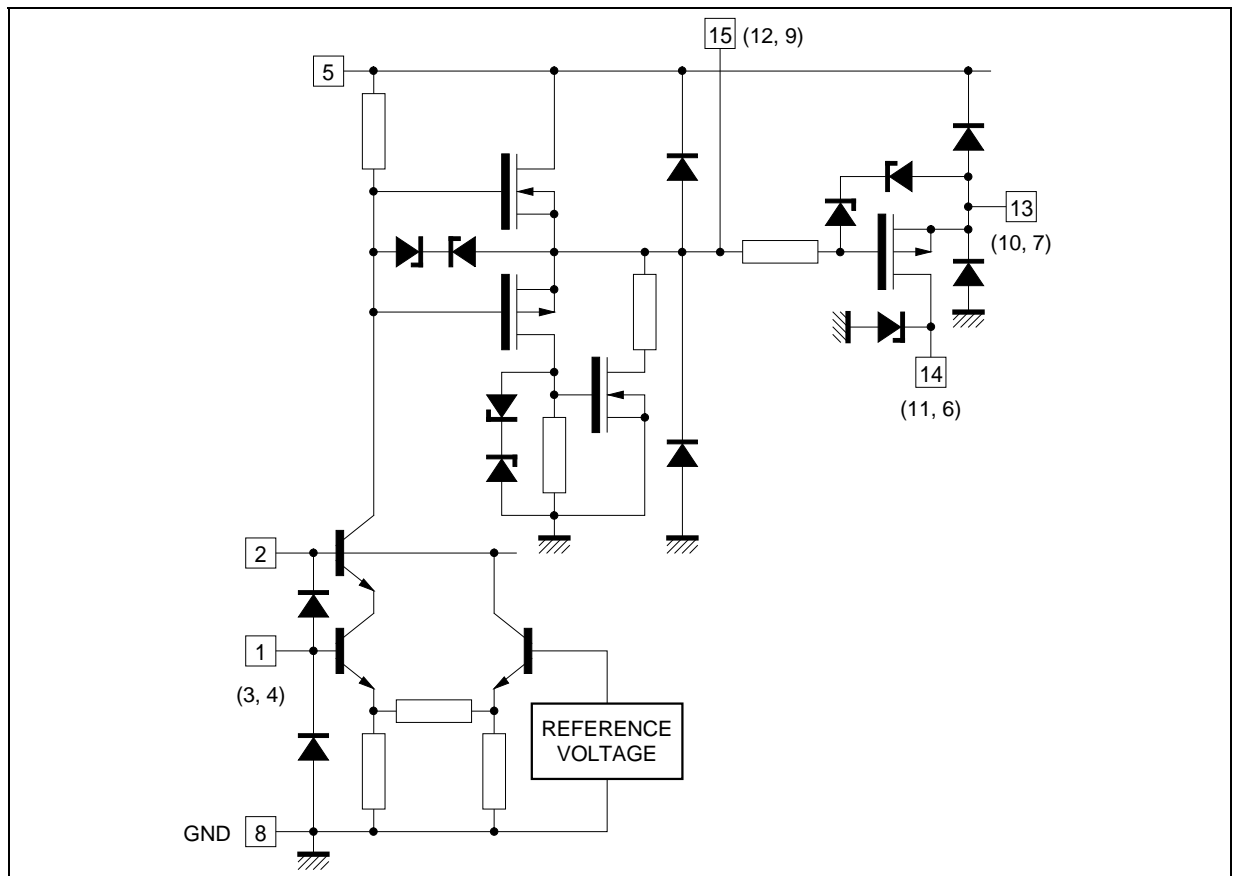 15 (12, 9)
5
13
(10, 7)
14
(11, 6)
2
1
(3, 4)
REFERENCE
VOLTAGE
GND 8